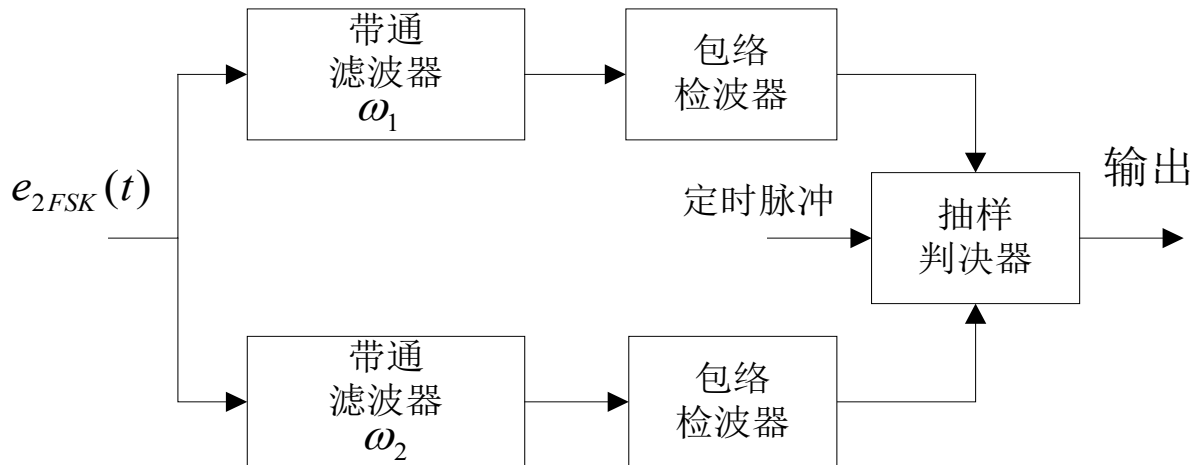 带通
滤波器
ω₁
包络
检波器
e₂FSK(t)
定时脉冲
抽样
判决器
输出
带通
滤波器
ω₂
包络
检波器